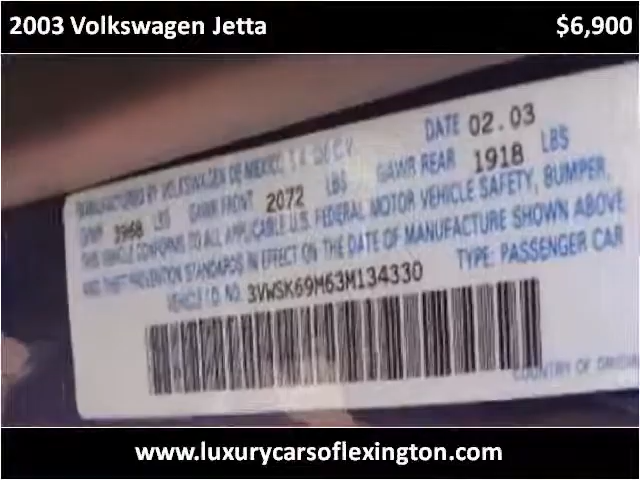 2003 Volkswagen Jetta $6,900
MANUFACTURED BY VOLKSWAGEN DE MEXICO, S.A. DE C.V. DATE 02.03
GVWR 3968 LBS GAWR FRONT 2072 LBS GAWR REAR 1918 LBS
THIS VEHICLE CONFORMS TO ALL APPLICABLE U.S. FEDERAL MOTOR VEHICLE SAFETY, BUMPER,
AND THEFT PREVENTION STANDARDS IN EFFECT ON THE DATE OF MANUFACTURE SHOWN ABOVE
VEHICLE I.D. NO. 3VWSK69M63M134330 TYPE: PASSENGER CAR
COUNTRY OF ORIGIN
www.luxurycarsoflexington.com